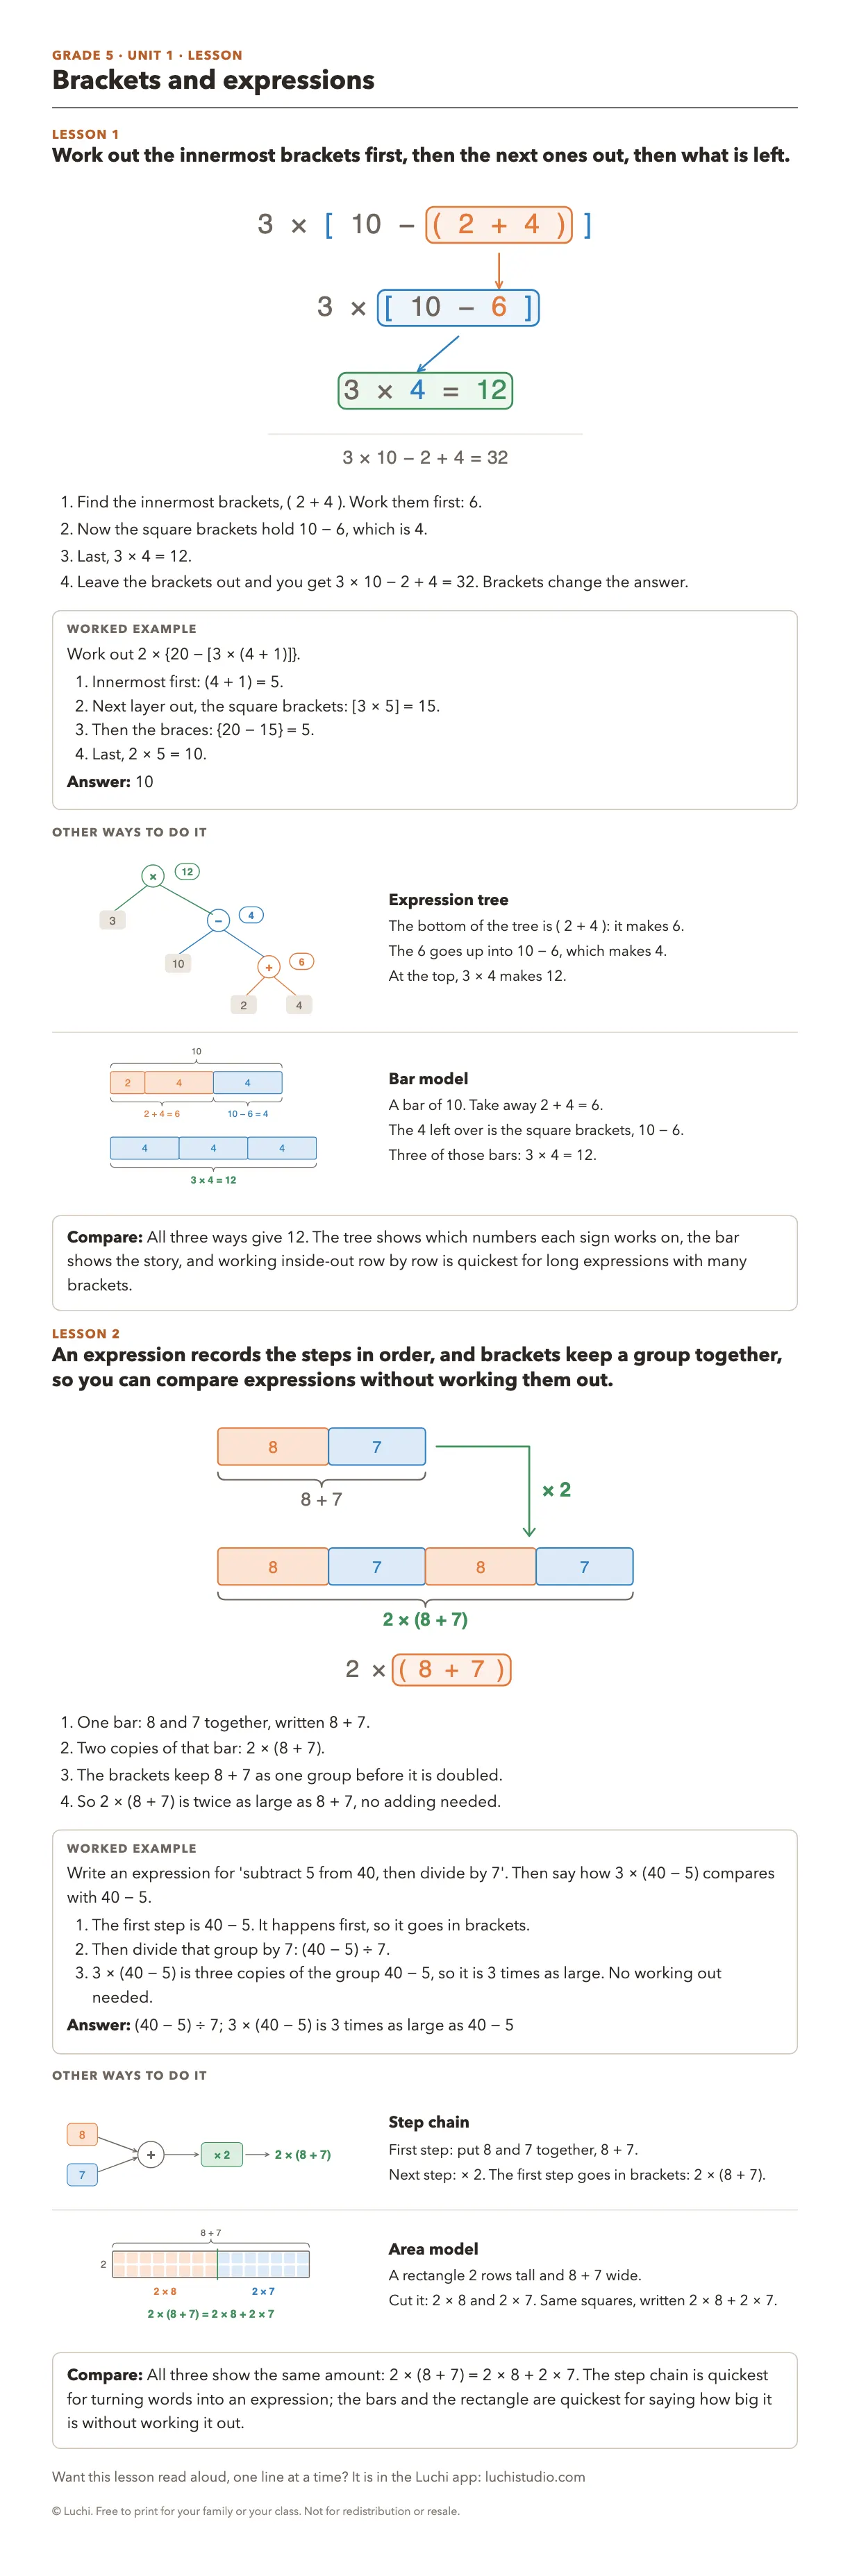 GRADE 5 · UNIT 1 · LESSON
Brackets and expressions
LESSON 1
Work out the innermost brackets first, then the next ones out, then what is left.
3 × [ 10 − ( 2 + 4 ) ]
3 × [ 10 − 6 ]
3 × 4 = 12
3 × 10 − 2 + 4 = 32
1. Find the innermost brackets, ( 2 + 4 ). Work them first: 6.
2. Now the square brackets hold 10 − 6, which is 4.
3. Last, 3 × 4 = 12.
4. Leave the brackets out and you get 3 × 10 − 2 + 4 = 32. Brackets change the answer.
WORKED EXAMPLE
Work out 2 × {20 − [3 × (4 + 1)]}.
1. Innermost first: (4 + 1) = 5.
2. Next layer out, the square brackets: [3 × 5] = 15.
3. Then the braces: {20 − 15} = 5.
4. Last, 2 × 5 = 10.
Answer: 10
OTHER WAYS TO DO IT
× 12
3
− 4
10
+ 6
2 4
Expression tree
The bottom of the tree is ( 2 + 4 ): it makes 6.
The 6 goes up into 10 − 6, which makes 4.
At the top, 3 × 4 makes 12.
10
2 4 4
2 + 4 = 6 10 − 6 = 4
4 4 4
3 × 4 = 12
Bar model
A bar of 10. Take away 2 + 4 = 6.
The 4 left over is the square brackets, 10 − 6.
Three of those bars: 3 × 4 = 12.
Compare: All three ways give 12. The tree shows which numbers each sign works on, the bar
shows the story, and working inside-out row by row is quickest for long expressions with many
brackets.
LESSON 2
An expression records the steps in order, and brackets keep a group together,
so you can compare expressions without working them out.
8 7
8 + 7
× 2
8 7 8 7
2 × (8 + 7)
2 × ( 8 + 7 )
1. One bar: 8 and 7 together, written 8 + 7.
2. Two copies of that bar: 2 × (8 + 7).
3. The brackets keep 8 + 7 as one group before it is doubled.
4. So 2 × (8 + 7) is twice as large as 8 + 7, no adding needed.
WORKED EXAMPLE
Write an expression for 'subtract 5 from 40, then divide by 7'. Then say how 3 × (40 − 5) compares
with 40 − 5.
1. The first step is 40 − 5. It happens first, so it goes in brackets.
2. Then divide that group by 7: (40 − 5) ÷ 7.
3. 3 × (40 − 5) is three copies of the group 40 − 5, so it is 3 times as large. No working out
needed.
Answer: (40 − 5) ÷ 7; 3 × (40 − 5) is 3 times as large as 40 − 5
OTHER WAYS TO DO IT
8
7
+ × 2 2 × (8 + 7)
Step chain
First step: put 8 and 7 together, 8 + 7.
Next step: × 2. The first step goes in brackets: 2 × (8 + 7).
8 + 7
2
2 × 8 2 × 7
2 × (8 + 7) = 2 × 8 + 2 × 7
Area model
A rectangle 2 rows tall and 8 + 7 wide.
Cut it: 2 × 8 and 2 × 7. Same squares, written 2 × 8 + 2 × 7.
Compare: All three show the same amount: 2 × (8 + 7) = 2 × 8 + 2 × 7. The step chain is quickest
for turning words into an expression; the bars and the rectangle are quickest for saying how big it
is without working it out.
Want this lesson read aloud, one line at a time? It is in the Luchi app: luchistudio.com
© Luchi. Free to print for your family or your class. Not for redistribution or resale.